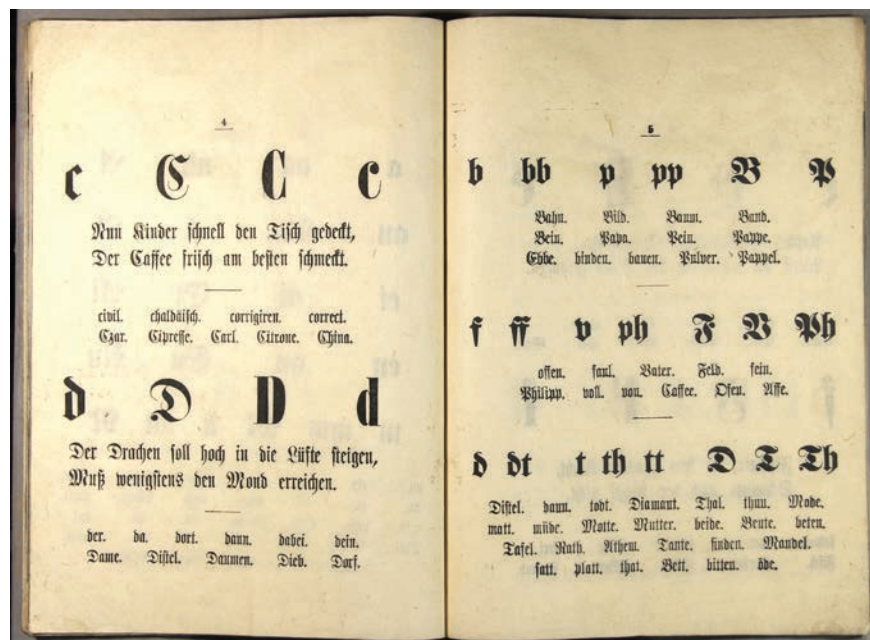 4
c C C c
Nun Kinder schnell den Tisch gedeckt,
Der Caffee frisch am besten schmeckt.
civil. chaldäisch. corrigiren. correct.
Czar. Cipresse. Carl. Citrone. China.
d D D d
Der Drachen soll hoch in die Lüfte steigen,
Muß wenigstens den Mond erreichen.
der. da. dort. dann. dabei. dein.
Dame. Distel. Daumen. Dieb. Dorf.
5
b bb p pp B P
Bahn. Bild. Baum. Band.
Bein. Papa. Pein. Pappe.
Ebbe. binden. bauen. Pulver. Pappel.
f ff v ph F V Ph
offen. faul. Vater. Feld. fein.
Philipp. voll. von. Caffee. Ofen. Affe.
d dt t th tt D T Th
Distel. dann. todt. Diamant. Thal. thun. Mode.
matt. müde. Motte. Mutter. beide. Beute. beten.
Tafel. Rath. Athem. Tante. finden. Mandel.
satt. platt. that. Bett. bitten. öde.